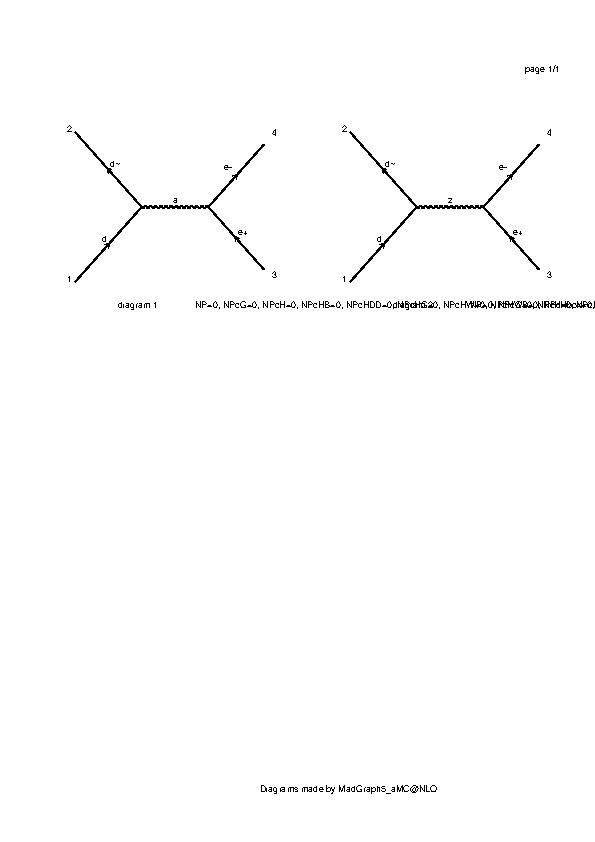 page 1/1
2
4
2
4
d~
e-
d~
e-
a
z
d
e+
d
e+
1
3
1
3
diagram 1 NP=0, NPcG=0, NPcH=0, NPcHB=0, NPcHDD=0,
Diagrams made by MadGraph5_aMC@NLO